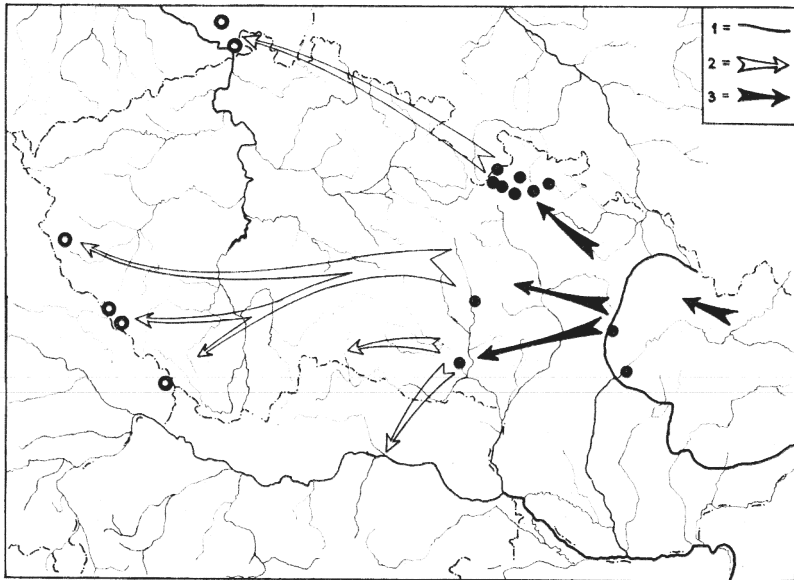 1 =
2 =
3 =